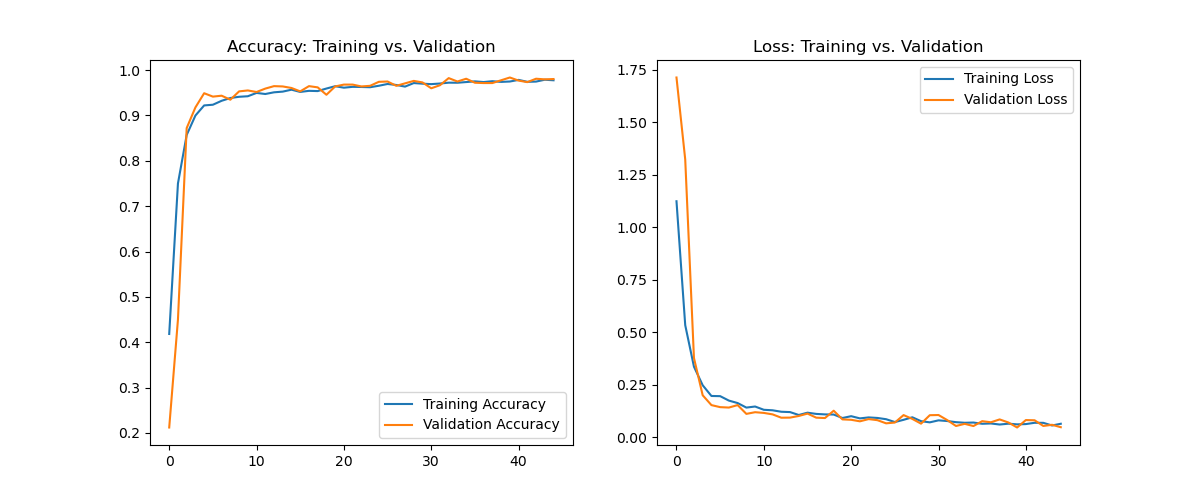 Accuracy: Training vs. Validation
1.0
0.9
0.8
0.7
0.6
0.5
0.4
0.3
0.2
0 10 20 30 40
Training Accuracy
Validation Accuracy
Loss: Training vs. Validation
1.75
1.50
1.25
1.00
0.75
0.50
0.25
0.00
0 10 20 30 40
Training Loss
Validation Loss